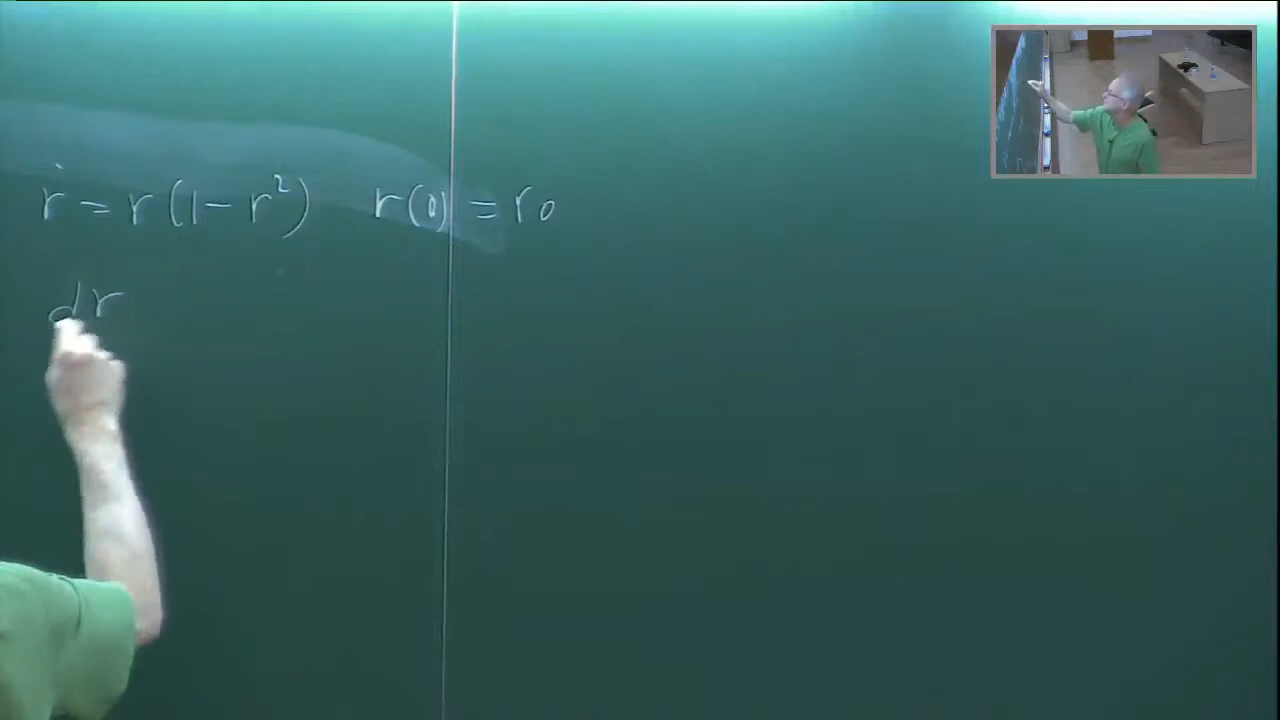 ṙ = r(1 - r²) r(0) = r₀
dr